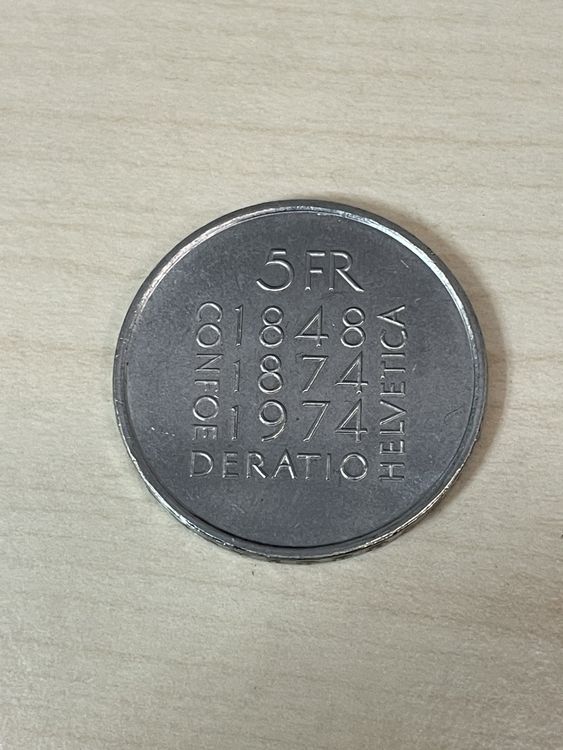 5 FR
1848
1874
1974
CONFOE
DERATIO
HELVETICA